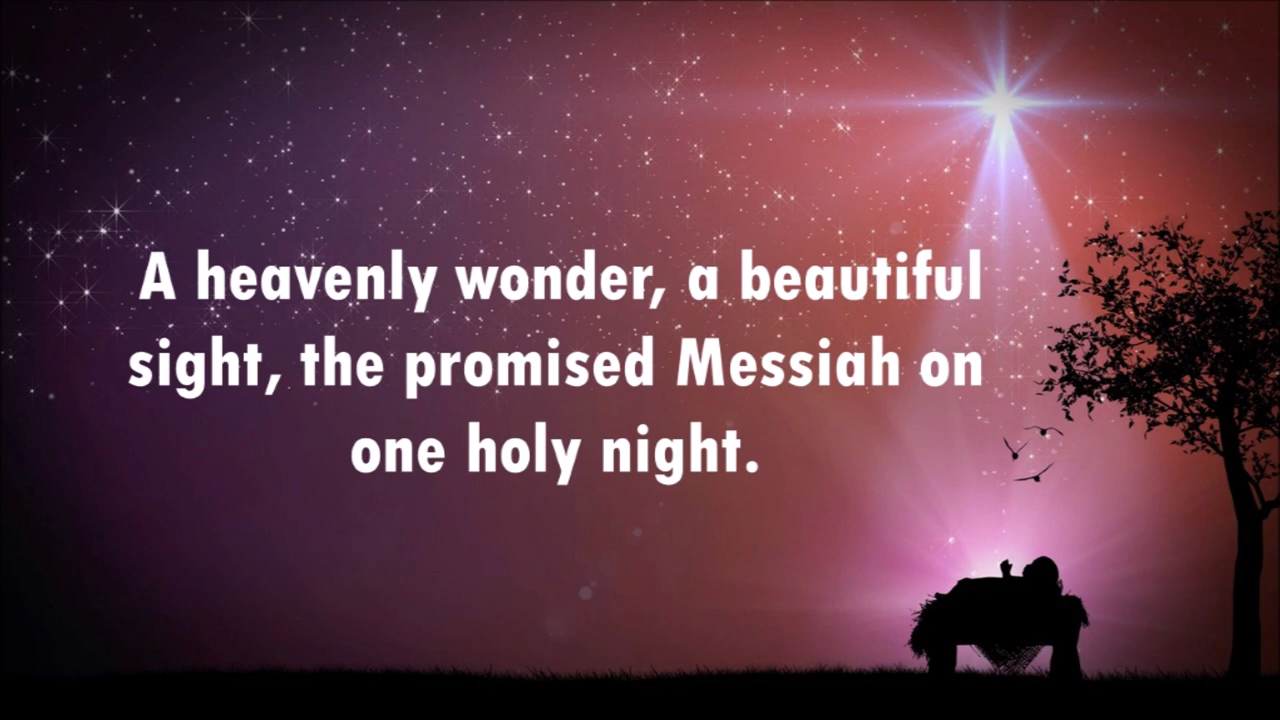 A heavenly wonder, a beautiful
sight, the promised Messiah on
one holy night.